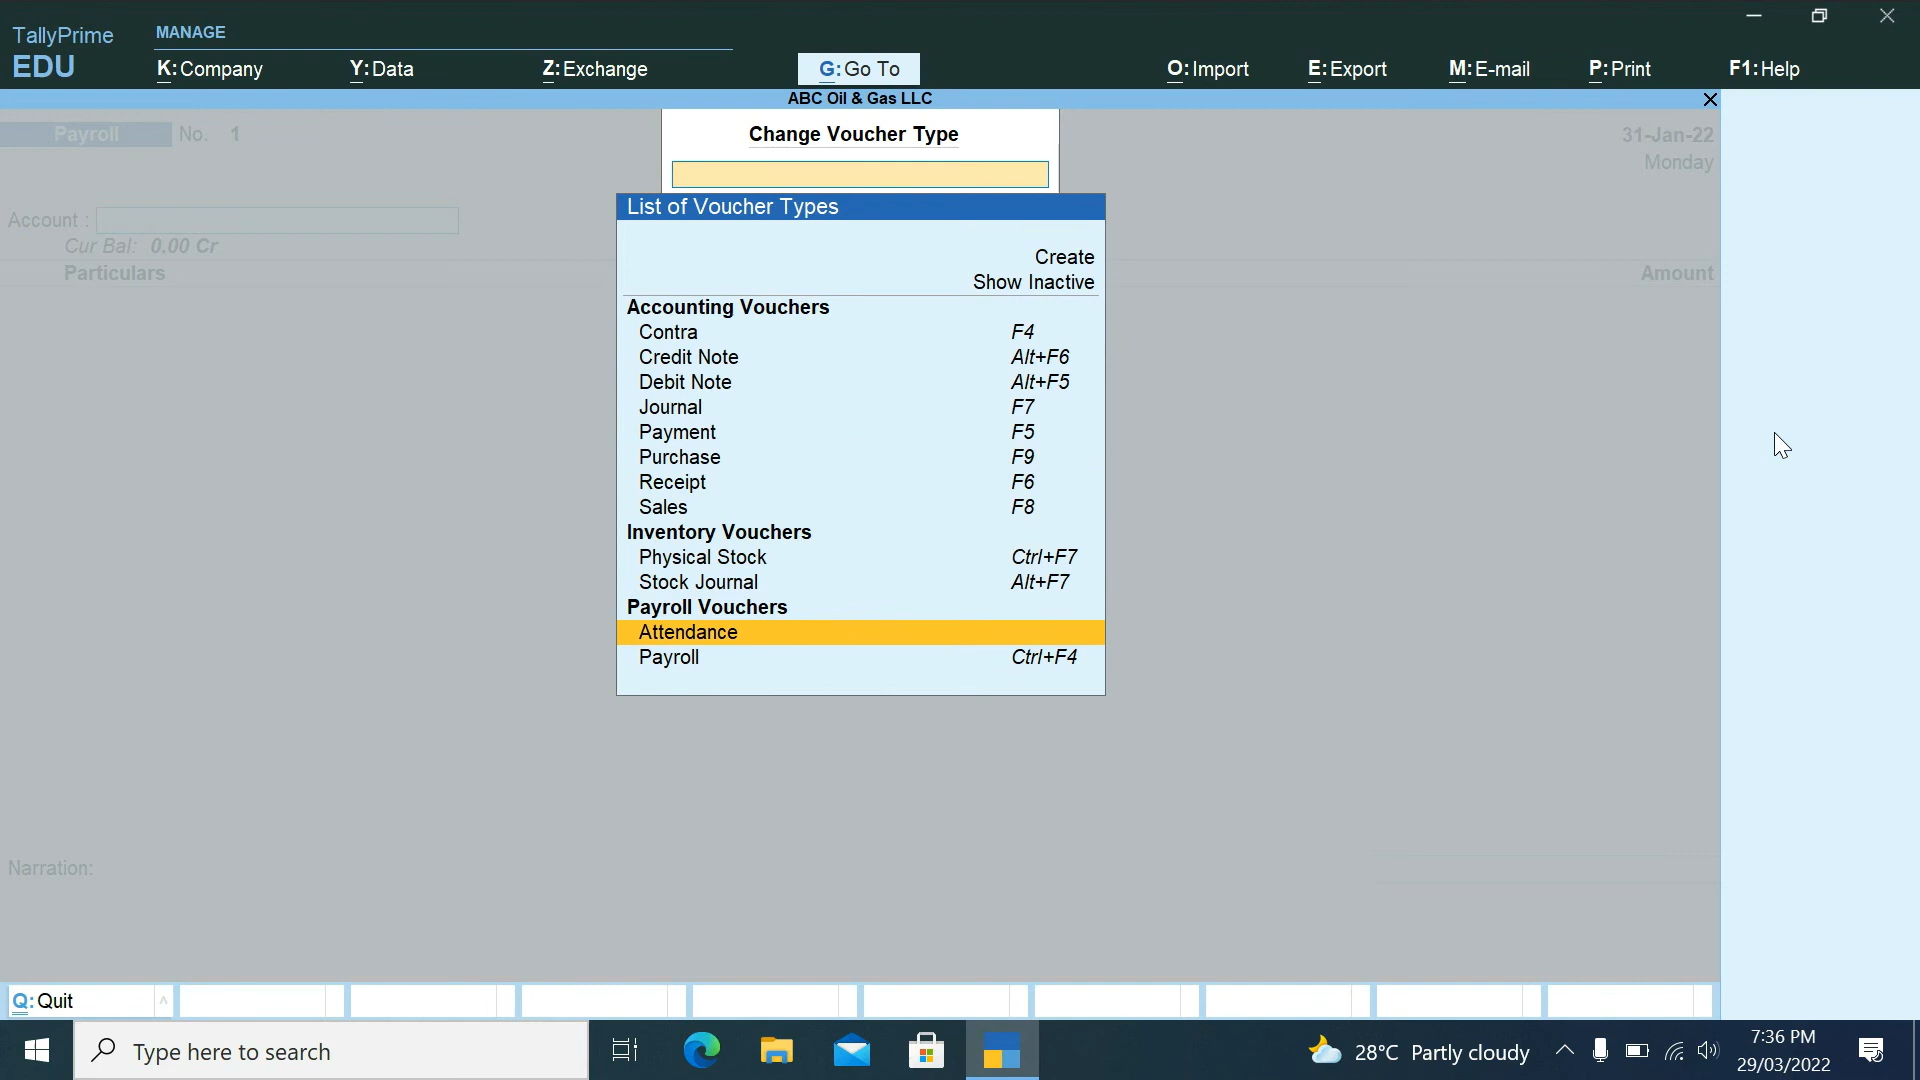 TallyPrime
EDU
MANAGE
K:Company
Y:Data
Z:Exchange
G:Go To
O:Import
E:Export
M:E-mail
P:Print
F1:Help
ABC Oil & Gas LLC
Payroll No. 1
31-Jan-22
Monday
Account :
Cur Bal: 0.00 Cr
Particulars
Amount
Change Voucher Type
List of Voucher Types
Create
Show Inactive
Accounting Vouchers
Contra F4
Credit Note Alt+F6
Debit Note Alt+F5
Journal F7
Payment F5
Purchase F9
Receipt F6
Sales F8
Inventory Vouchers
Physical Stock Ctrl+F7
Stock Journal Alt+F7
Payroll Vouchers
Attendance
Payroll Ctrl+F4
Narration:
Q:Quit
Type here to search
28°C Partly cloudy
7:36 PM
29/03/2022